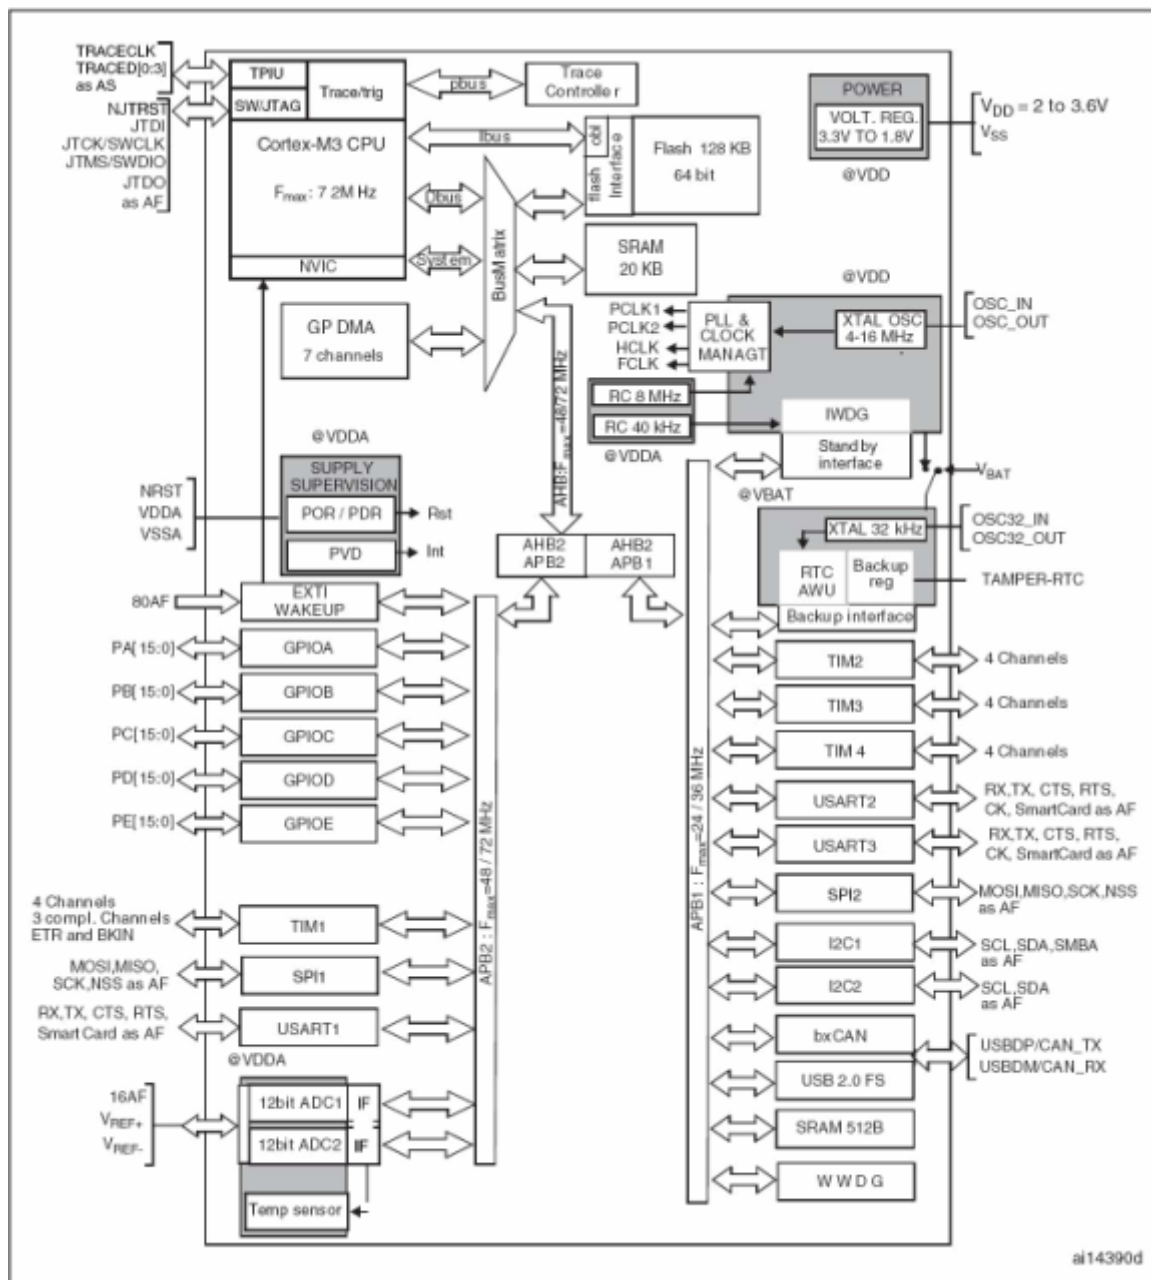 TRACECLK
TRACED[0:3]
as AS
NJTRST
JTDI
JTCK/SWCLK
JTMS/SWDIO
JTDO
as AF
TPIU
SW/JTAG
Trace/trig
Cortex-M3 CPU
Fmax: 7 2M Hz
NVIC
pbus
Trace
Controller
Ibus
Dbus
System
BusMatrix
flash obl
Interface
Flash 128 KB
64 bit
SRAM
20 KB
POWER
VOLT. REG.
3.3V TO 1.8V
@VDD
VDD = 2 to 3.6V
VSS
GP DMA
7 channels
AHB:Fmax=48/72 MHz
@VDD
PCLK1
PCLK2
HCLK
FCLK
PLL &
CLOCK
MANAGT
XTAL OSC
4-16 MHz
OSC_IN
OSC_OUT
RC 8 MHz
RC 40 kHz
@VDDA
IWDG
Stand by
interface
VBAT
@VBAT
XTAL 32 kHz
OSC32_IN
OSC32_OUT
RTC
AWU
Backup
reg
TAMPER-RTC
Backup interface
@VDDA
SUPPLY
SUPERVISION
NRST
VDDA
VSSA
POR / PDR
Rst
PVD
Int
AHB2
APB2
AHB2
APB1
80AF
EXTI
WAKEUP
PA[15:0]
GPIOA
PB[15:0]
GPIOB
PC[15:0]
GPIOC
PD[15:0]
GPIOD
PE[15:0]
GPIOE
4 Channels
3 compl. Channels
ETR and BKIN
TIM1
MOSI,MISO,
SCK,NSS as AF
SPI1
RX,TX, CTS, RTS,
SmartCard as AF
USART1
@VDDA
16AF
VREF+
VREF-
12bit ADC1 IF
12bit ADC2 IF
Temp sensor
APB2 : Fmax=48 / 72 MHz
APB1 : Fmax=24 / 36 MHz
TIM2
4 Channels
TIM3
4 Channels
TIM 4
4 Channels
USART2
RX,TX, CTS, RTS,
CK, SmartCard as AF
USART3
RX,TX, CTS, RTS,
CK, SmartCard as AF
SPI2
MOSI,MISO,SCK,NSS
as AF
I2C1
SCL,SDA,SMBA
as AF
I2C2
SCL,SDA
as AF
bxCAN
USBDP/CAN_TX
USBDM/CAN_RX
USB 2.0 FS
SRAM 512B
W W D G
ai14390d